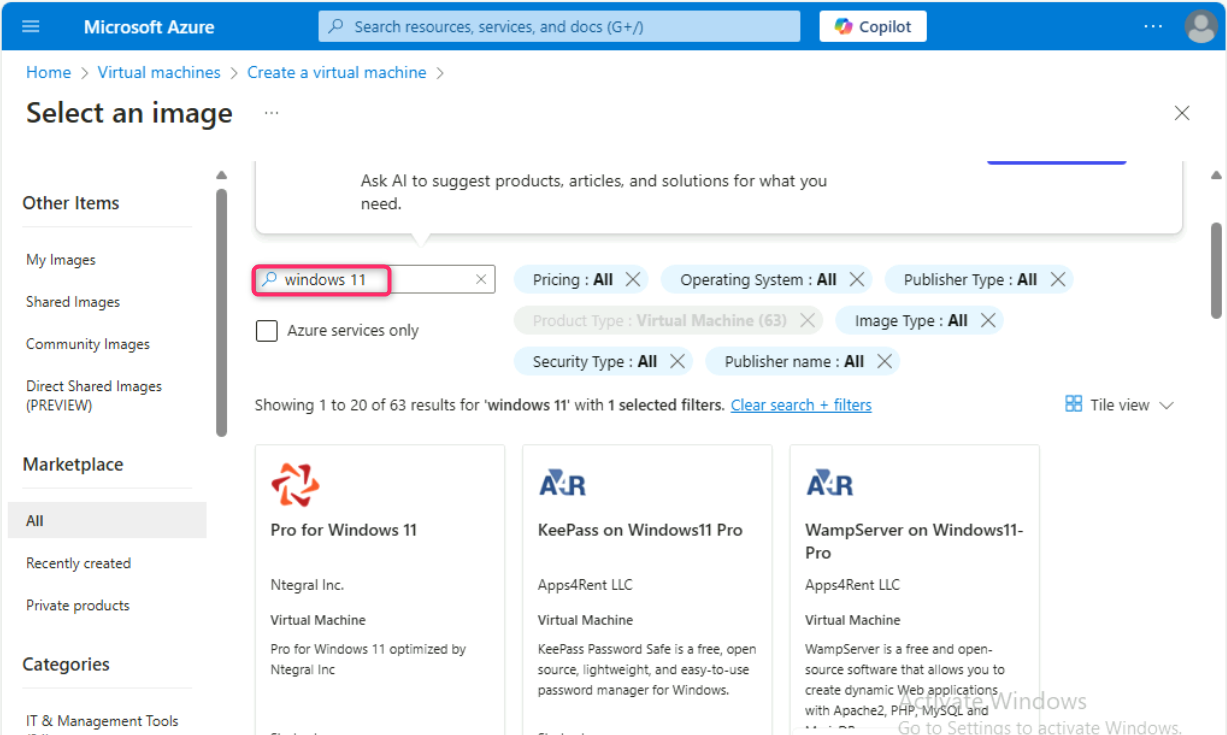 Microsoft Azure
Search resources, services, and docs (G+/)
Copilot
Home > Virtual machines > Create a virtual machine >
Select an image
Ask AI to suggest products, articles, and solutions for what you
need.
Other Items
My Images
Shared Images
Community Images
Direct Shared Images
(PREVIEW)
Marketplace
All
Recently created
Private products
Categories
IT & Management Tools
windows 11
Pricing : All
Operating System : All
Publisher Type : All
Azure services only
Product Type : Virtual Machine (63)
Image Type : All
Security Type : All
Publisher name : All
Showing 1 to 20 of 63 results for 'windows 11' with 1 selected filters. Clear search + filters
Tile view
Pro for Windows 11
Ntegral Inc.
Virtual Machine
Pro for Windows 11 optimized by
Ntegral Inc
A4R
KeePass on Windows11 Pro
Apps4Rent LLC
Virtual Machine
KeePass Password Safe is a free, open
source, lightweight, and easy-to-use
password manager for Windows.
A4R
WampServer on Windows11-
Pro
Apps4Rent LLC
Virtual Machine
WampServer is a free and open-
source software that allows you to
create dynamic Web applications
with Apache2, PHP, MySQL and
Activate Windows
Go to Settings to activate Windows.